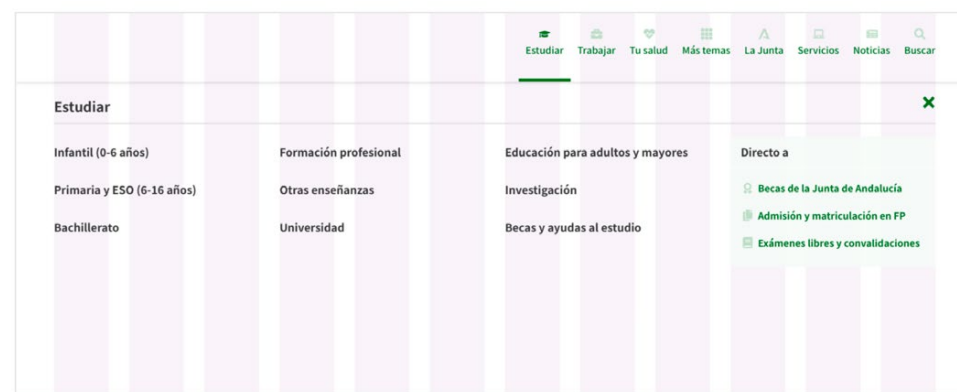 Estudiar Trabajar Tu salud Más temas La Junta Servicios Noticias Buscar
Estudiar
Infantil (0-6 años)
Primaria y ESO (6-16 años)
Bachillerato
Formación profesional
Otras enseñanzas
Universidad
Educación para adultos y mayores
Investigación
Becas y ayudas al estudio
Directo a
Becas de la Junta de Andalucía
Admisión y matriculación en FP
Exámenes libres y convalidaciones